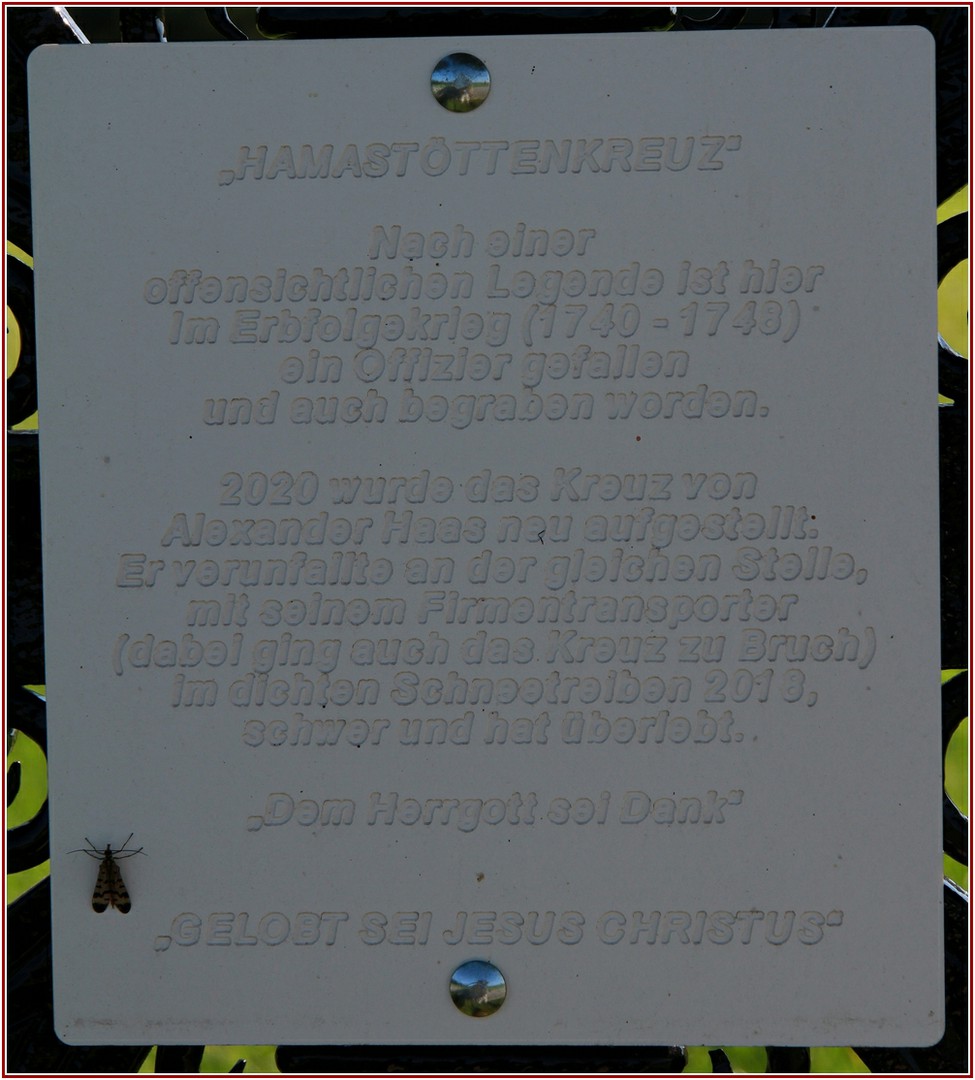 „HAMASTÖTTENKREUZ“
Nach einer
offensichtlichen Legende ist hier
im Erbfolgekrieg (1740 - 1748)
ein Offizier gefallen
und auch begraben worden.
2020 wurde das Kreuz von
Alexander Haas neu aufgestellt.
Er verunfallte an der gleichen Stelle,
mit seinem Firmentransporter
(dabei ging auch das Kreuz zu Bruch)
im dichten Schneetreiben 2018,
schwer und hat überlebt.
„Dem Herrgott sei Dank“
„GELOBT SEI JESUS CHRISTUS“